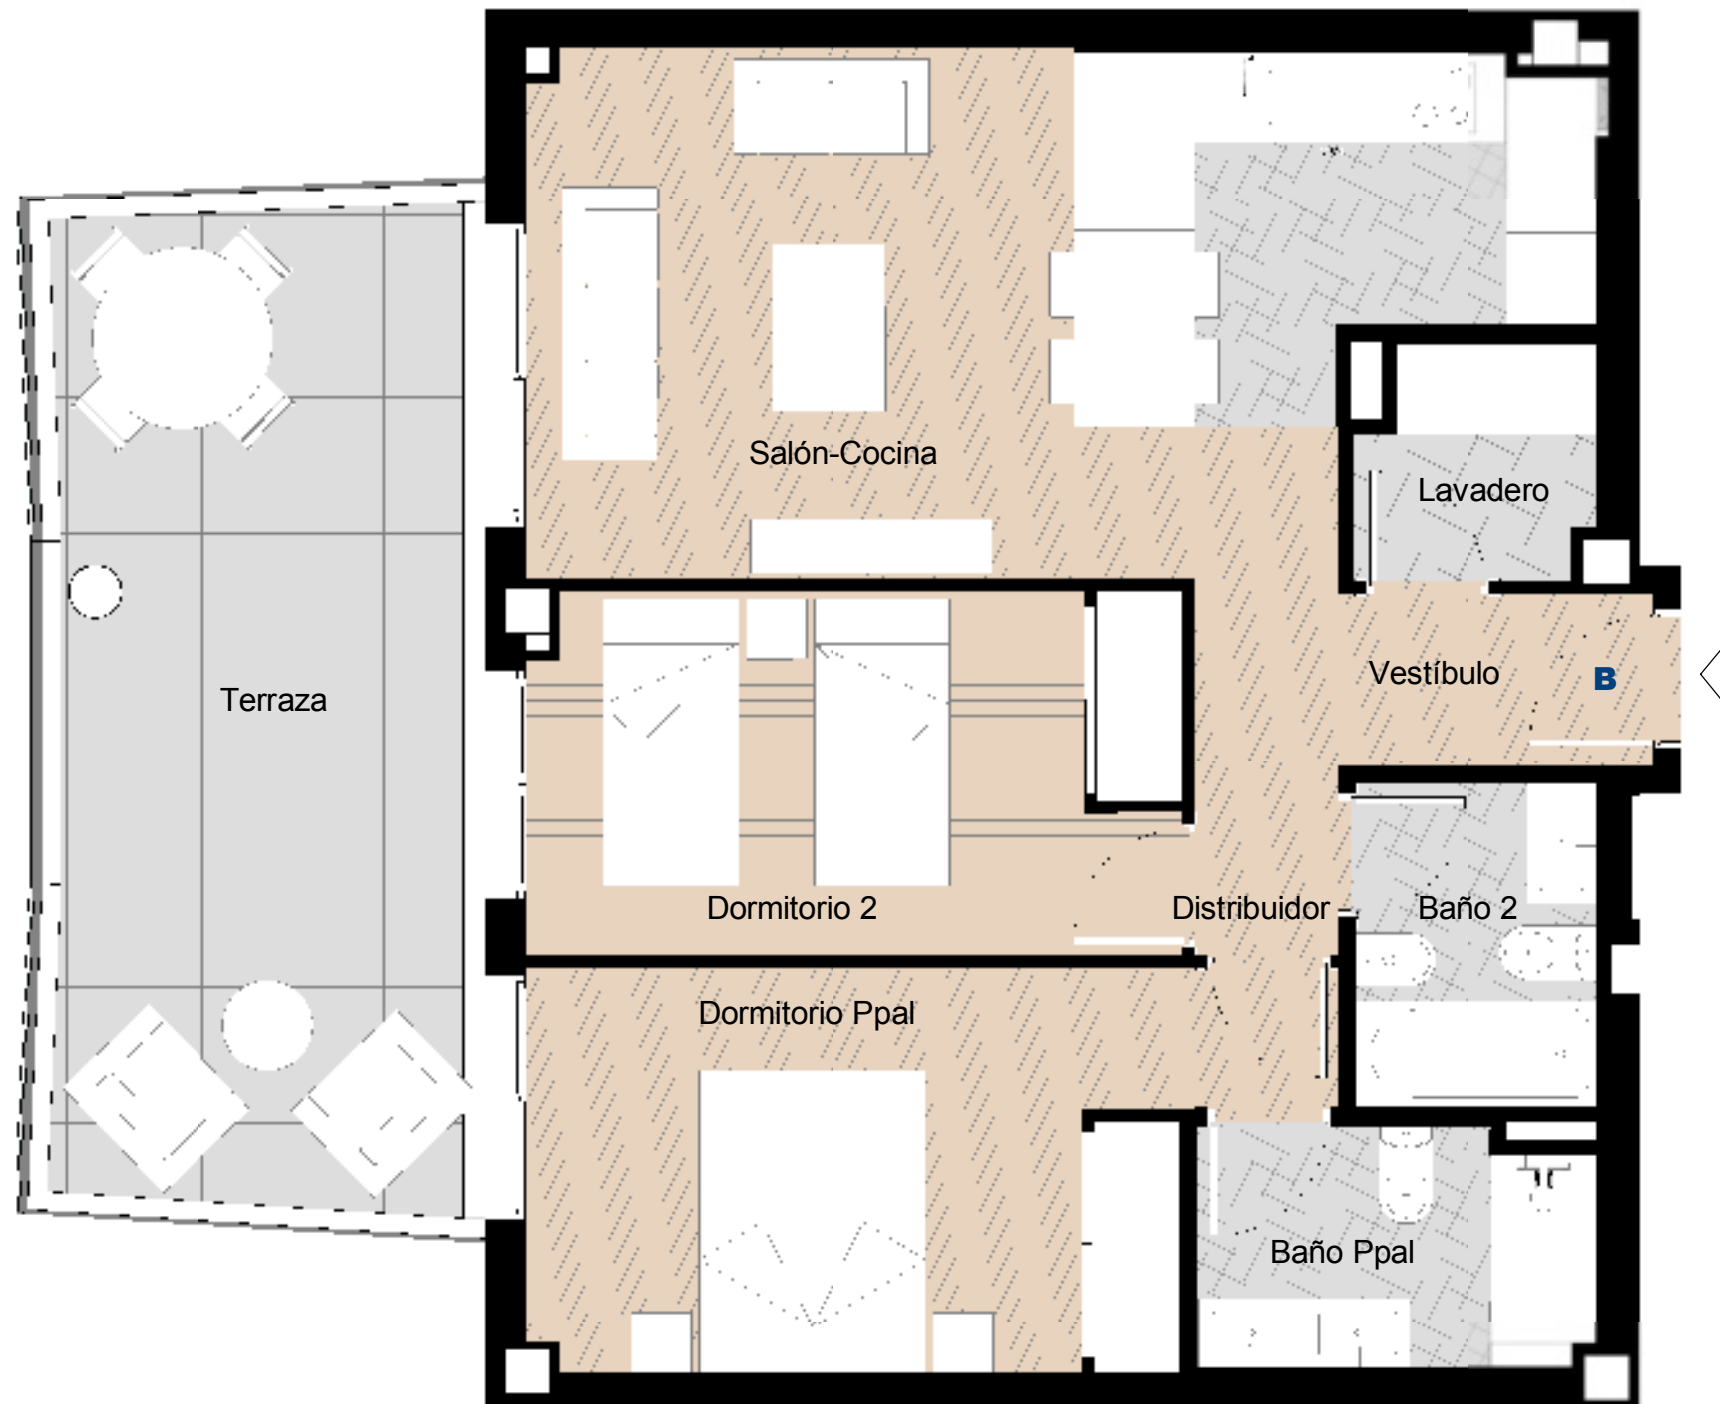 Salón-Cocina
Lavadero
Vestíbulo
B
Terraza
Dormitorio 2
Distribuidor
Baño 2
Dormitorio Ppal
Baño Ppal